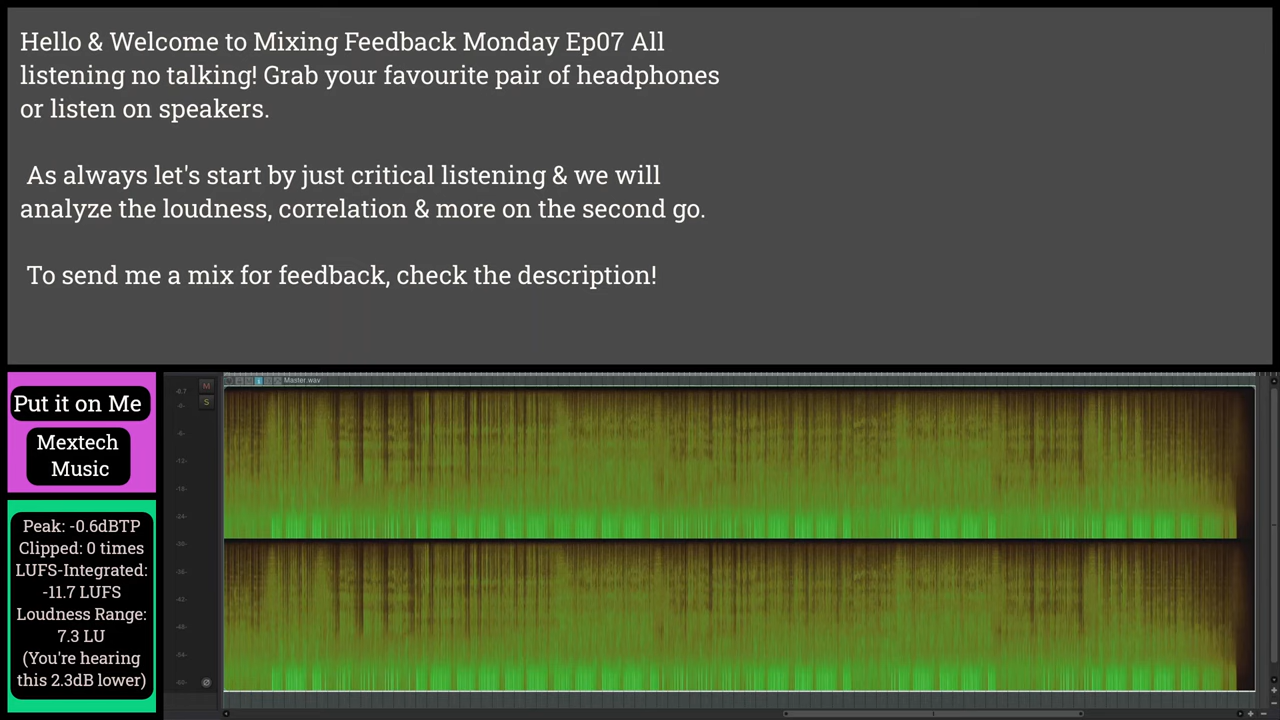 Hello & Welcome to Mixing Feedback Monday Ep07 All
listening no talking! Grab your favourite pair of headphones
or listen on speakers.
As always let's start by just critical listening & we will
analyze the loudness, correlation & more on the second go.
To send me a mix for feedback, check the description!
Put it on Me
Mextech
Music
Peak: -0.6dBTP
Clipped: 0 times
LUFS-Integrated:
-11.7 LUFS
Loudness Range:
7.3 LU
(You're hearing
this 2.3dB lower)
Master.wav
M
S